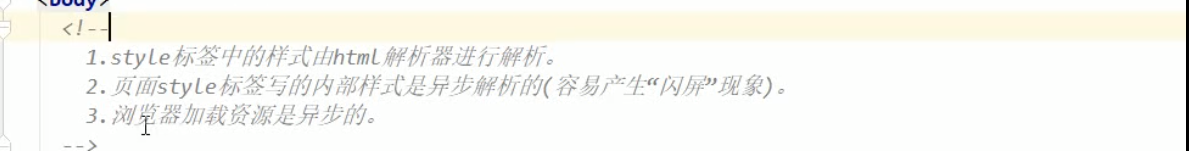 <body>
<!--
1.style标签中的样式由html解析器进行解析。
2.页面style标签写的内部样式是异步解析的(容易产生“闪屏”现象)。
3.浏览器加载资源是异步的。
-->